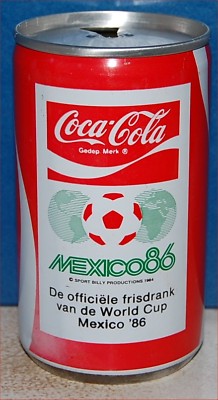 Coca-Cola
Gedep. Merk ®
MEXICO86
© SPORT BILLY PRODUCTIONS 1984
De officiële frisdrank
van de World Cup
Mexico '86